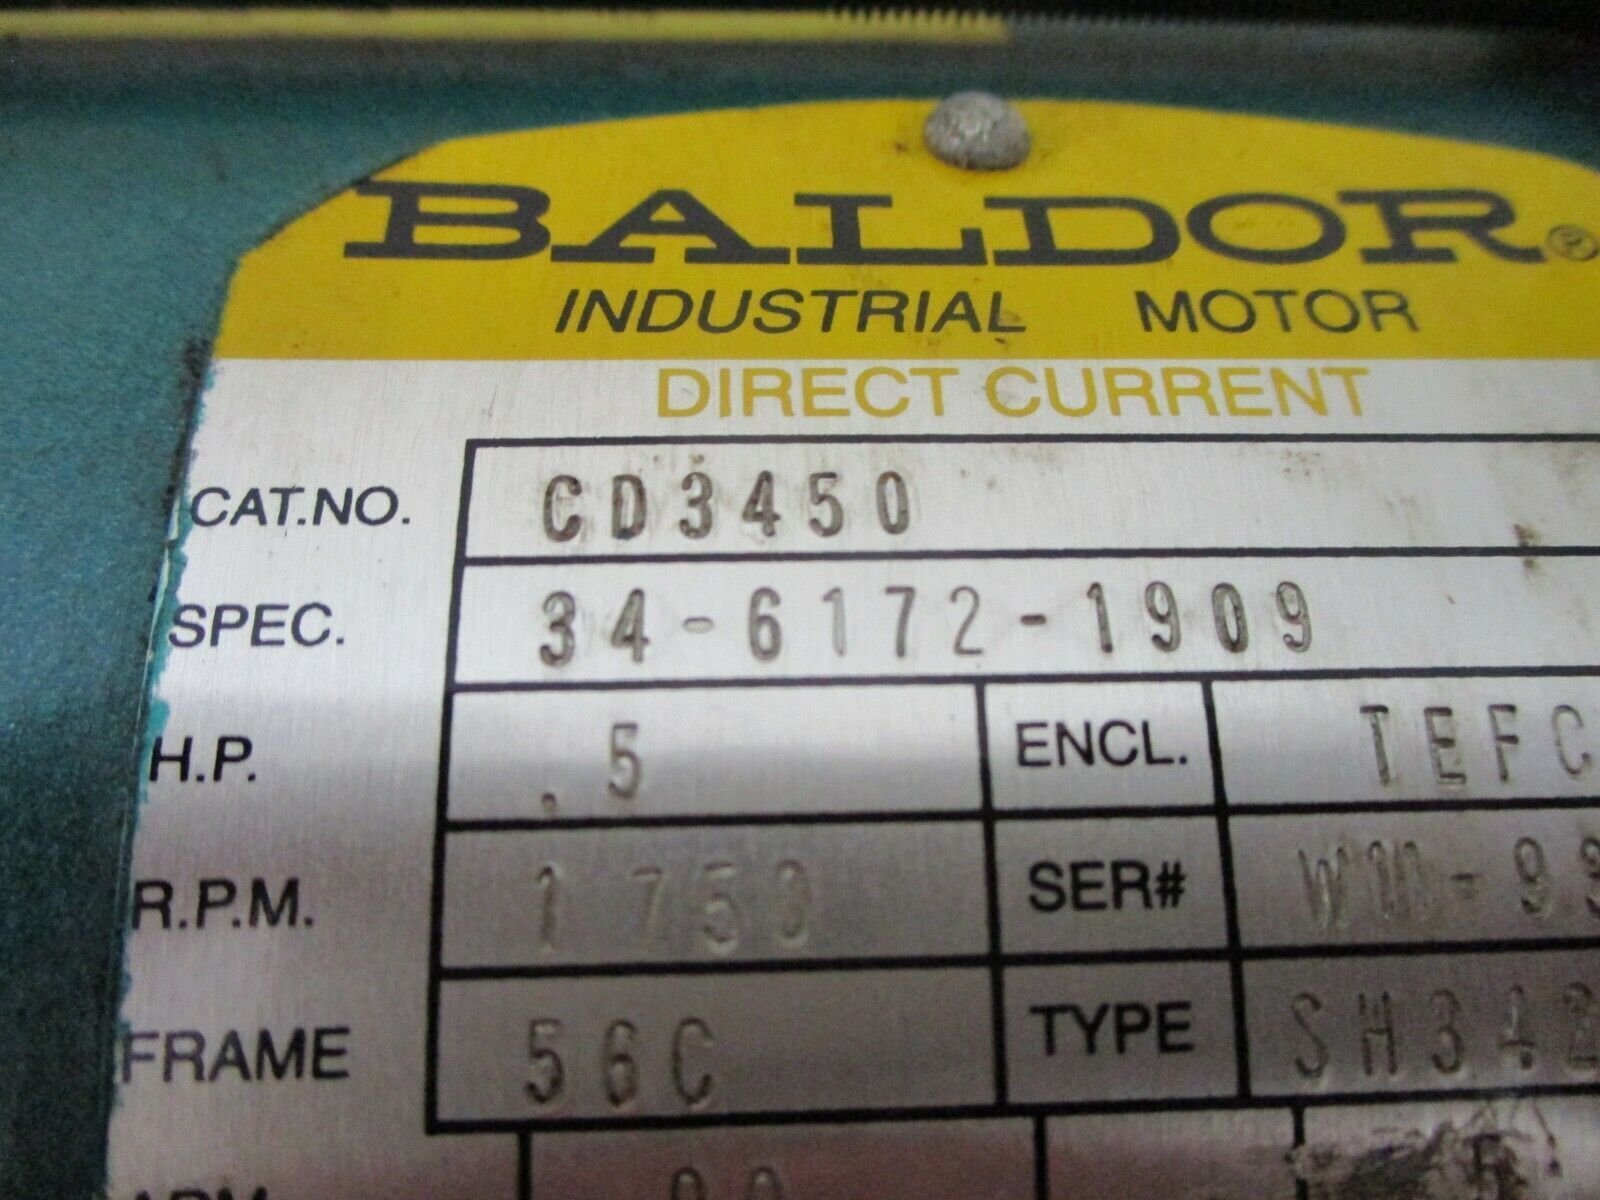 BALDOR®
INDUSTRIAL MOTOR
DIRECT CURRENT
CAT.NO. CD3450
SPEC. 34-6172-1909
H.P. .5 ENCL. TEFC
R.P.M. 1750 SER#
FRAME 56C TYPE SH342